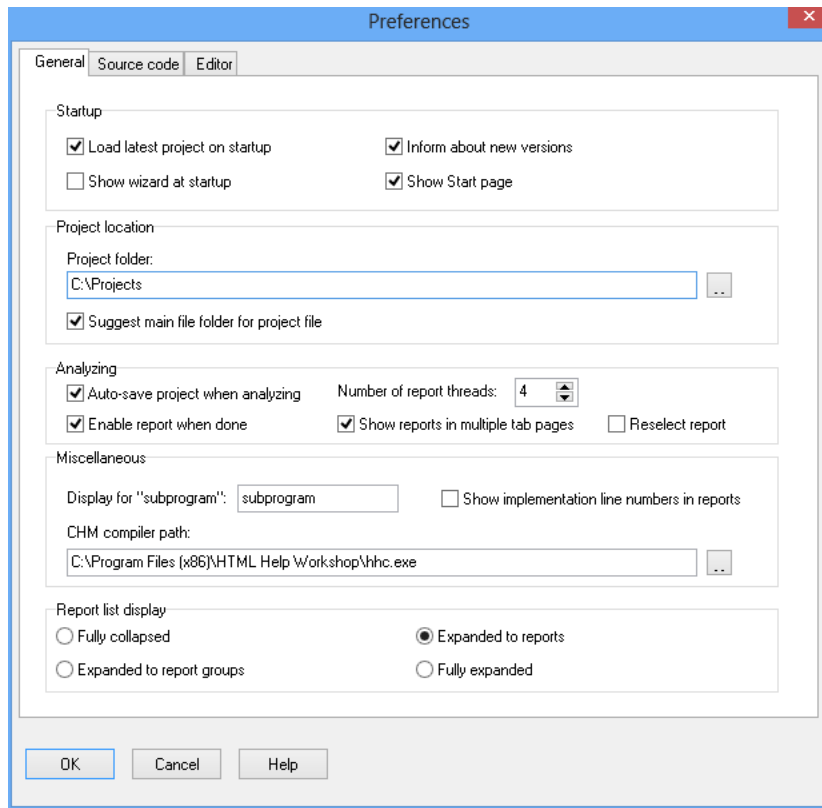 Preferences
General Source code Editor
Startup
Load latest project on startup Inform about new versions
Show wizard at startup Show Start page
Project location
Project folder:
C:\Projects ..
Suggest main file folder for project file
Analyzing
Auto-save project when analyzing Number of report threads: 4
Enable report when done Show reports in multiple tab pages Reselect report
Miscellaneous
Display for "subprogram": subprogram Show implementation line numbers in reports
CHM compiler path:
C:\Program Files (x86)\HTML Help Workshop\hhc.exe ..
Report list display
Fully collapsed Expanded to reports
Expanded to report groups Fully expanded
OK Cancel Help